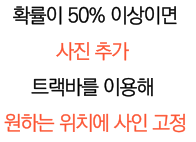 확률이 50% 이상이면
사진 추가
트랙바를 이용해
원하는 위치에 사인 고정